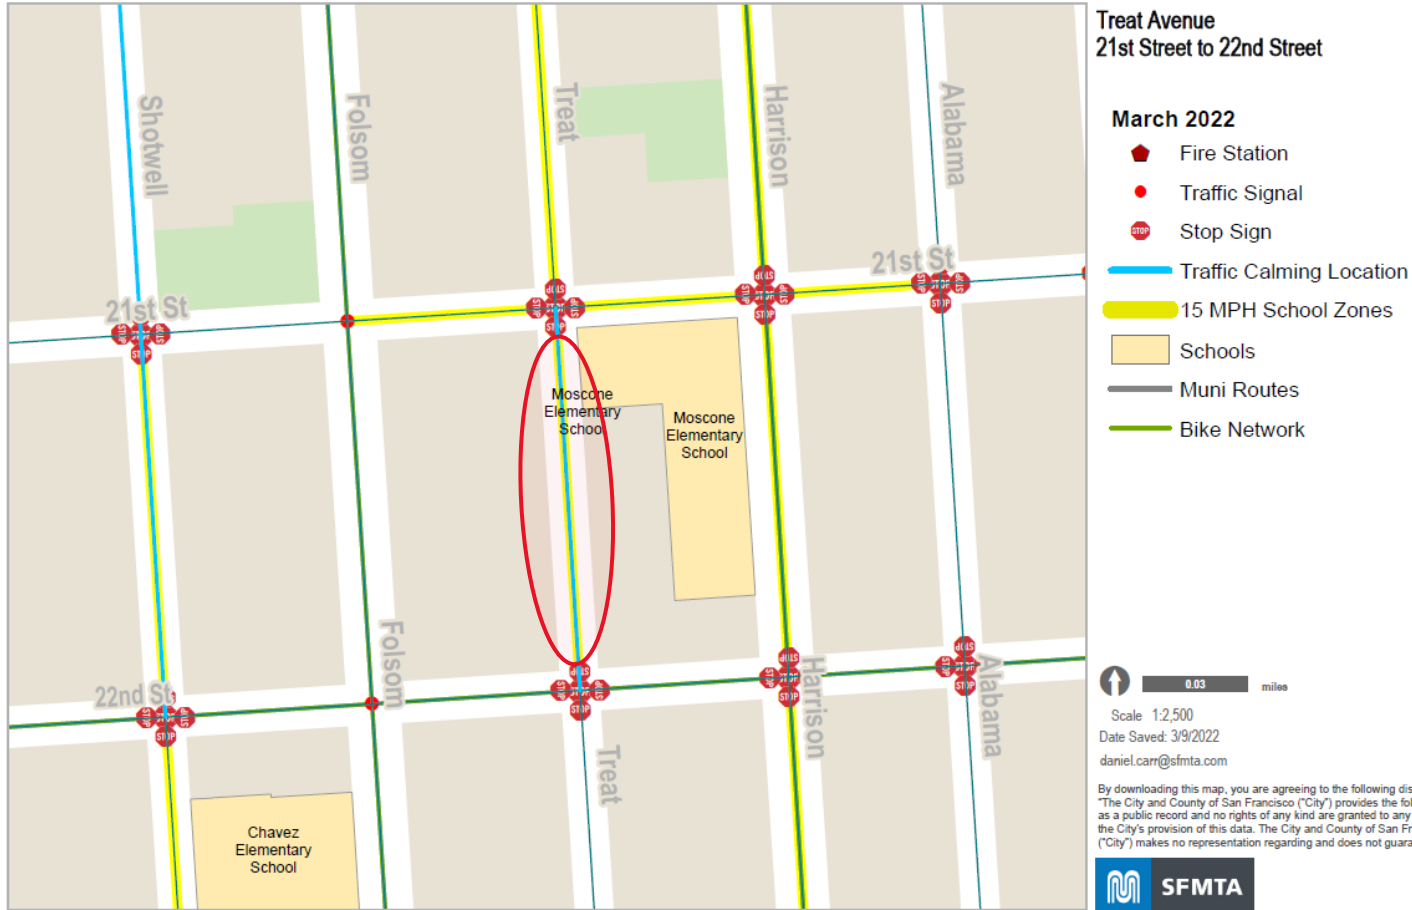 Treat Avenue
21st Street to 22nd Street
March 2022
Fire Station
Traffic Signal
STOP
Stop Sign
Traffic Calming Location
15 MPH School Zones
Schools
Muni Routes
Bike Network
Shotwell
Folsom
Treat
Harrison
Alabama
21st St
21st St
Moscone
Elementary
School
Moscone
Elementary
School
Folsom
22nd St
Harrison
Alabama
Treat
Chavez
Elementary
School
0.03 miles
Scale 1:2,500
Date Saved: 3/9/2022
daniel.carr@sfmta.com
By downloading this map, you are agreeing to the following dis
"The City and County of San Francisco ("City") provides the fol
as a public record and no rights of any kind are granted to any
the City's provision of this data. The City and County of San Fr
("City") makes no representation regarding and does not guara
SFMTA